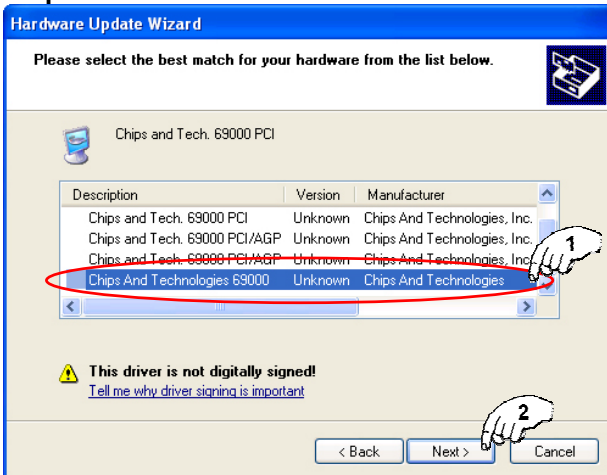 Hardware Update Wizard
Please select the best match for your hardware from the list below.
Chips and Tech. 69000 PCI
Description Version Manufacturer
Chips and Tech. 69000 PCI Unknown Chips And Technologies, Inc.
Chips and Tech. 69000 PCI/AGP Unknown Chips And Technologies, Inc.
Chips and Tech. 69000 PCI/AGP Unknown Chips And Technologies, Inc
Chips And Technologies 69000 Unknown Chips And Technologies
1
This driver is not digitally signed!
Tell me why driver signing is important
2
< Back Next > Cancel